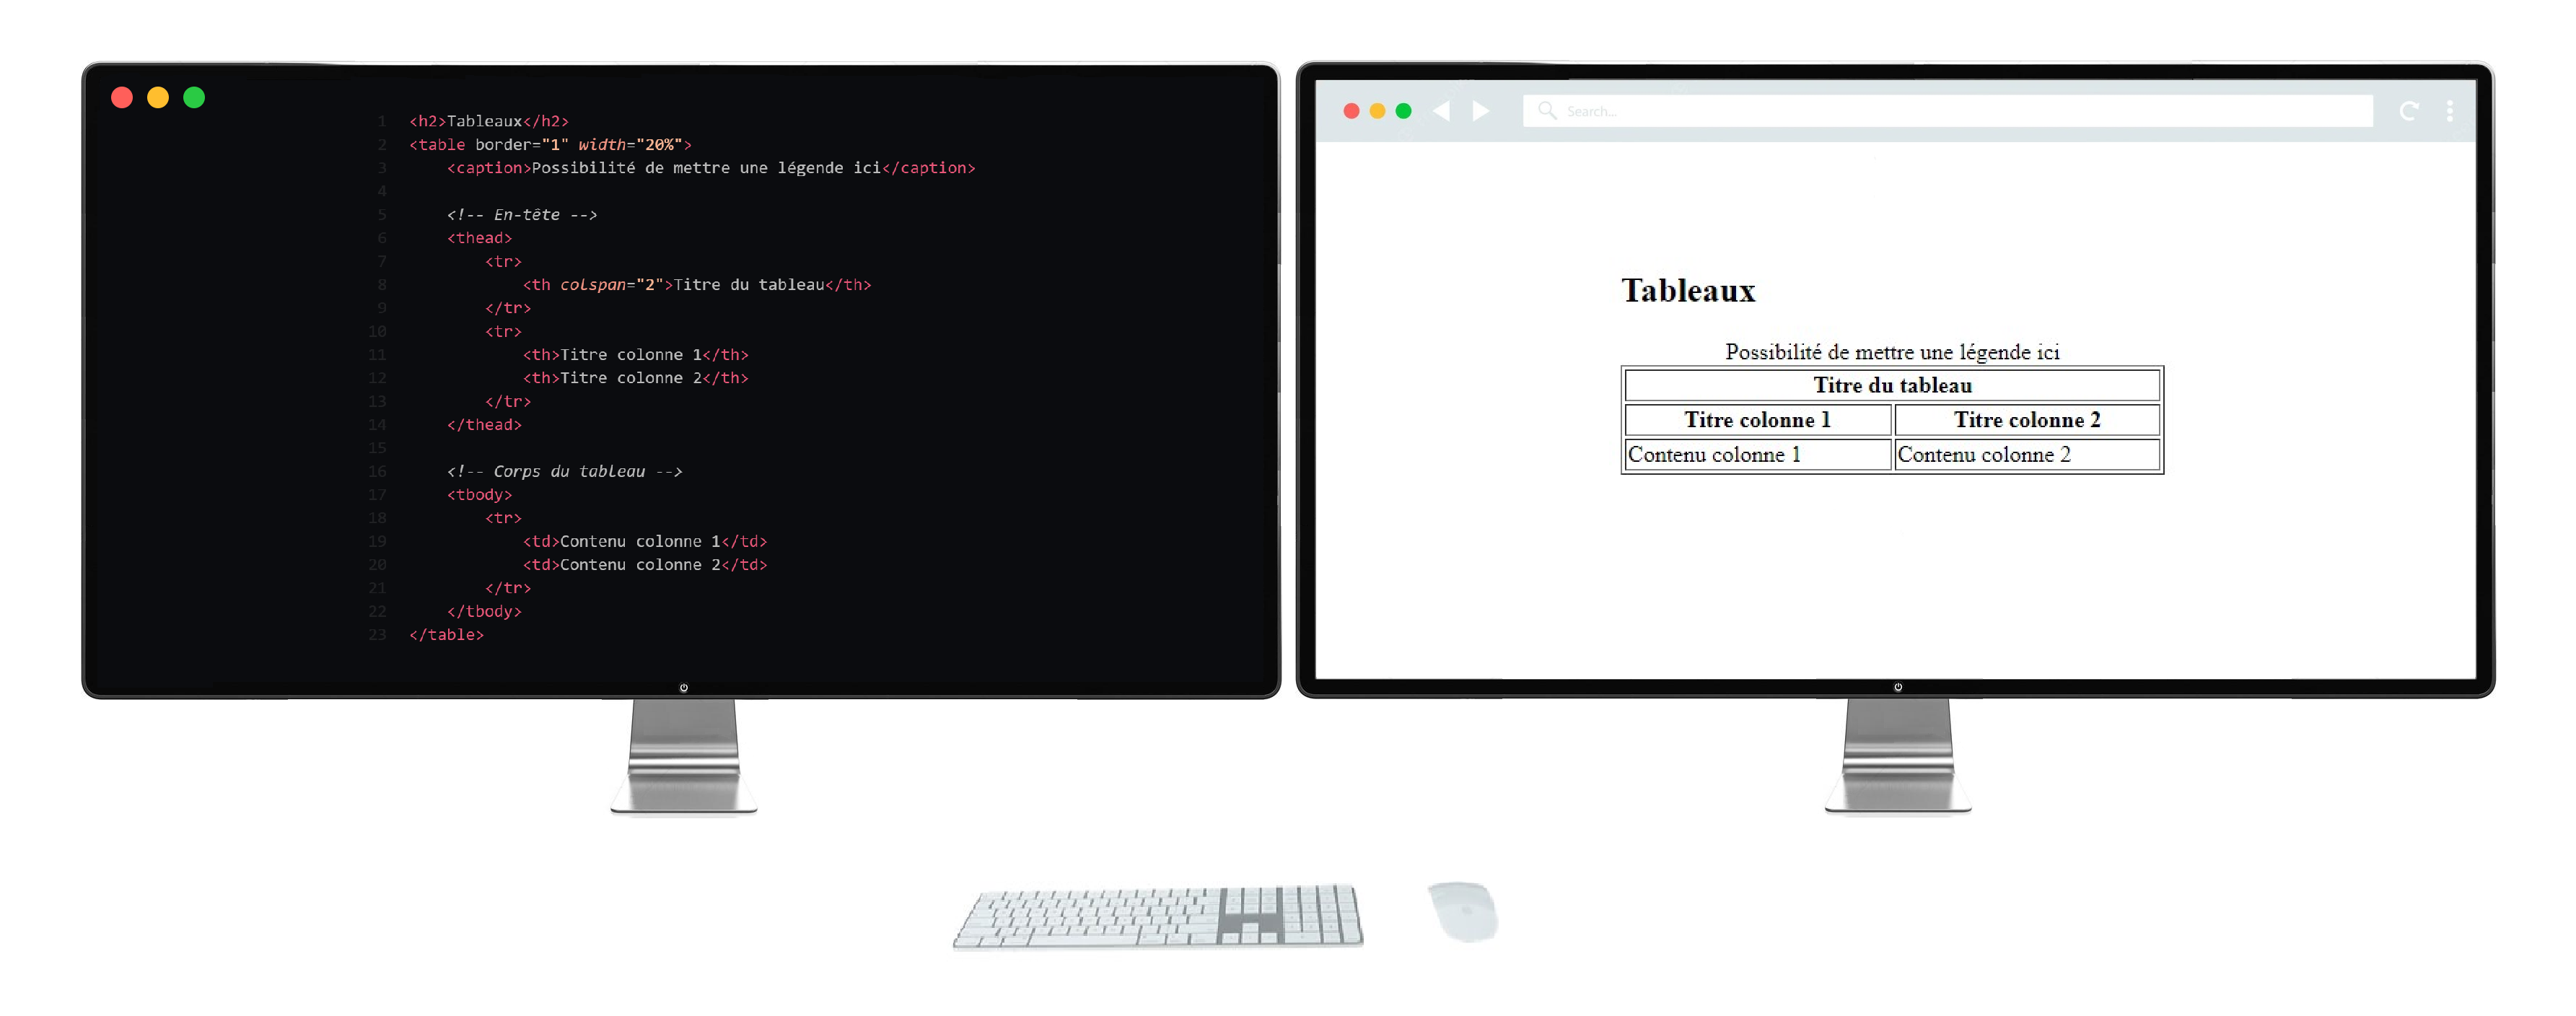 1 <h2>Tableaux</h2>
2 <table border="1" width="20%">
3 <caption>Possibilité de mettre une légende ici</caption>
4
5 <!-- En-tête -->
6 <thead>
7 <tr>
8 <th colspan="2">Titre du tableau</th>
9 </tr>
10 <tr>
11 <th>Titre colonne 1</th>
12 <th>Titre colonne 2</th>
13 </tr>
14 </thead>
15
16 <!-- Corps du tableau -->
17 <tbody>
18 <tr>
19 <td>Contenu colonne 1</td>
20 <td>Contenu colonne 2</td>
21 </tr>
22 </tbody>
23 </table>
Search...
Tableaux
Possibilité de mettre une légende ici
Titre du tableau
Titre colonne 1 Titre colonne 2
Contenu colonne 1 Contenu colonne 2